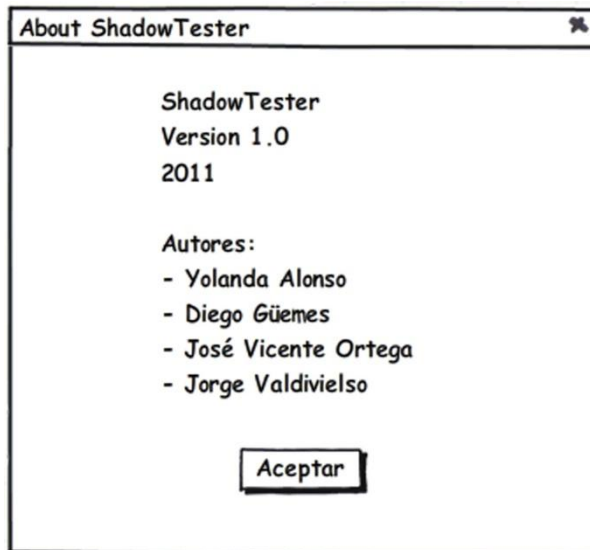 About ShadowTester
ShadowTester
Version 1.0
2011
Autores:
- Yolanda Alonso
- Diego Güemes
- José Vicente Ortega
- Jorge Valdivielso
Aceptar